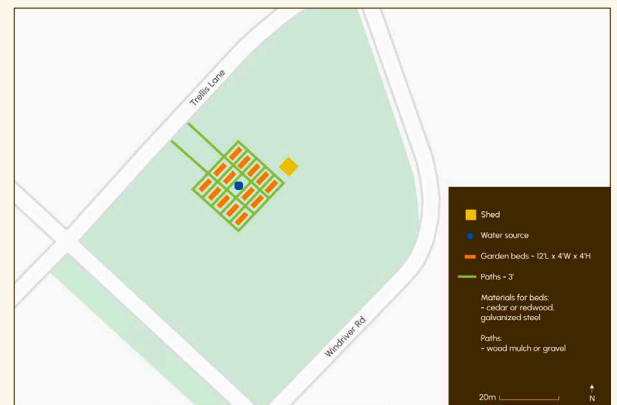 Trellis Lane
Windriver Rd
Shed
Water source
Garden beds - 12'L x 4'W x 4'H
Paths - 3'
Materials for beds:
- cedar or redwood,
galvanized steel
Paths:
- wood mulch or gravel
20m
N